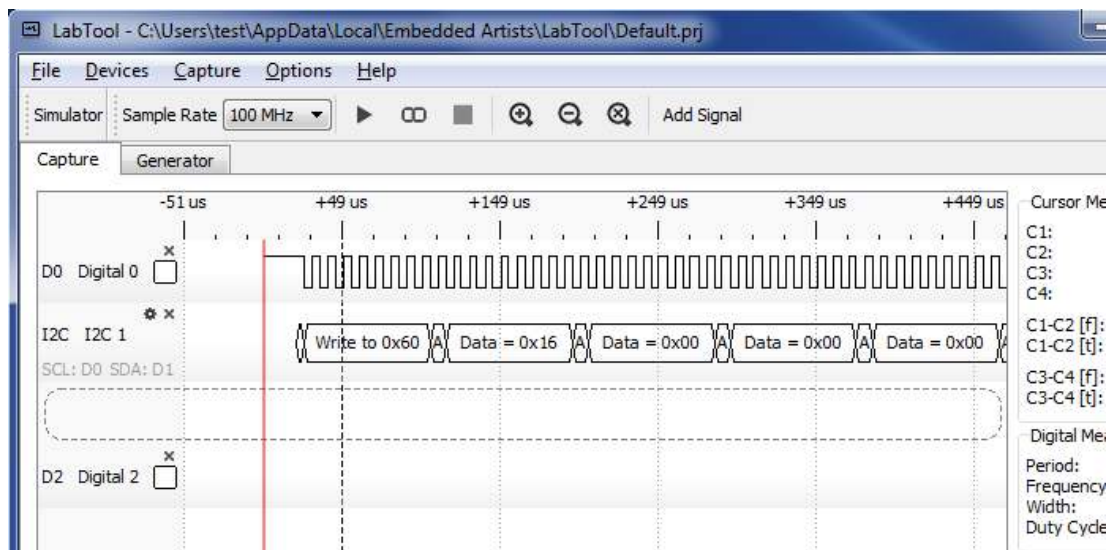 LabTool - C:\Users\test\AppData\Local\Embedded Artists\LabTool\Default.prj
File Devices Capture Options Help
Simulator Sample Rate 100 MHz Add Signal
Capture Generator
-51 us +49 us +149 us +249 us +349 us +449 us
D0 Digital 0
I2C I2C 1
Write to 0x60 A Data = 0x16 A Data = 0x00 A Data = 0x00 A Data = 0x00
SCL: D0 SDA: D1
D2 Digital 2
Cursor Me
C1:
C2:
C3:
C4:
C1-C2 [f]:
C1-C2 [t]:
C3-C4 [f]:
C3-C4 [t]:
Digital Mea
Period:
Frequency
Width:
Duty Cycle